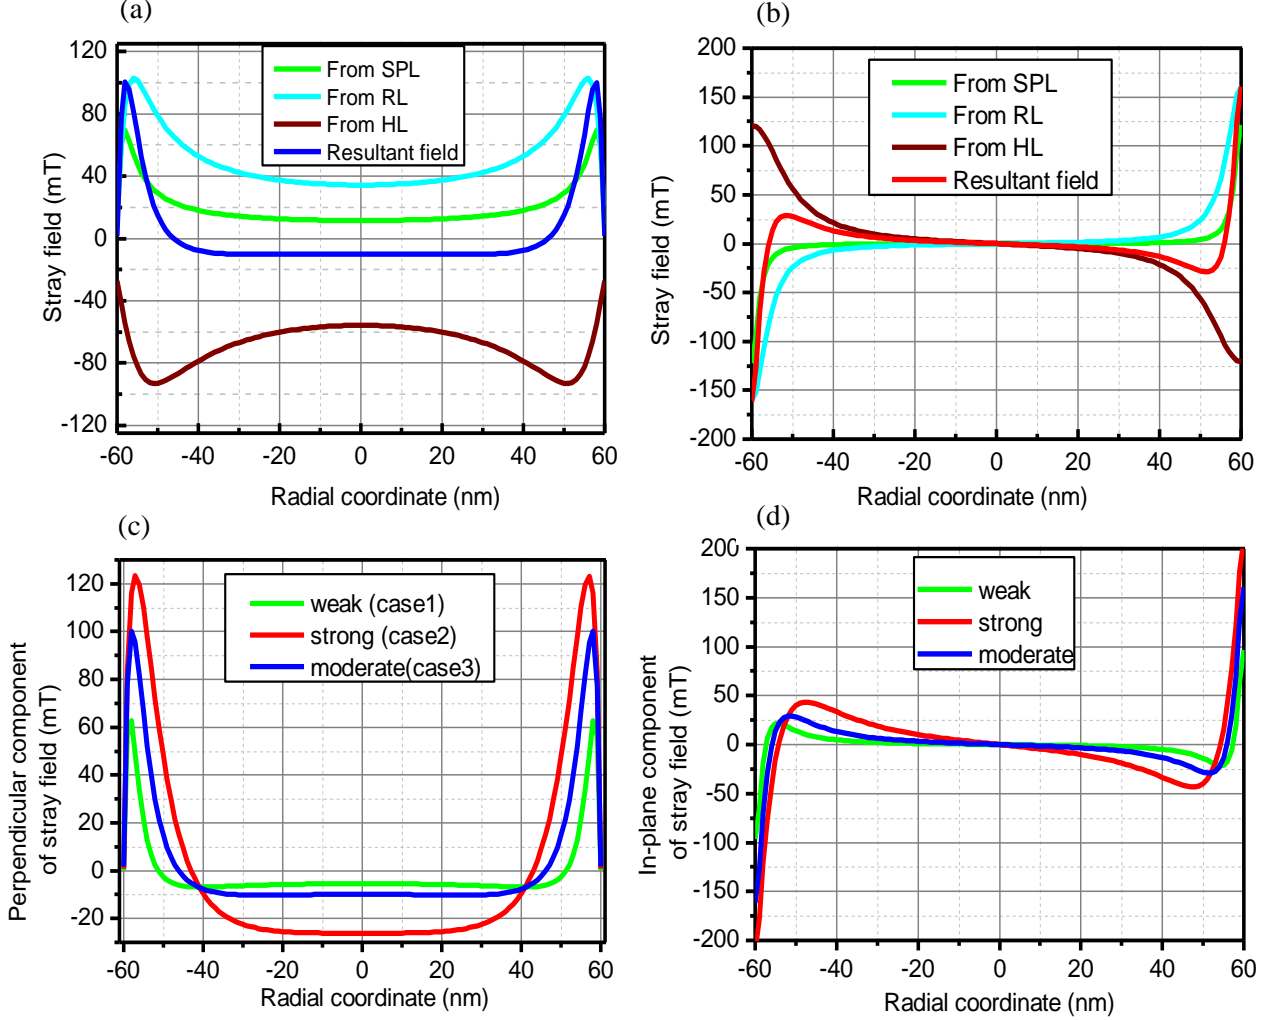 (a)
120
80
40
0
-40
-80
-120
-60
-40
-20
0
20
40
60
Stray field (mT)
Radial coordinate (nm)
From SPL
From RL
From HL
Resultant field
(b)
200
150
100
50
0
-50
-100
-150
-200
-60
-40
-20
0
20
40
60
Stray field (mT)
Radial coordinate (nm)
From SPL
From RL
From HL
Resultant field
(c)
120
100
80
60
40
20
0
-20
-60
-40
-20
0
20
40
60
Perpendicular component
of stray field (mT)
Radial coordinate (nm)
weak (case1)
strong (case2)
moderate(case3)
(d)
200
150
100
50
0
-50
-100
-150
-200
-60
-40
-20
0
20
40
60
In-plane component
of stray field (mT)
Radial coordinate (nm)
weak
strong
moderate